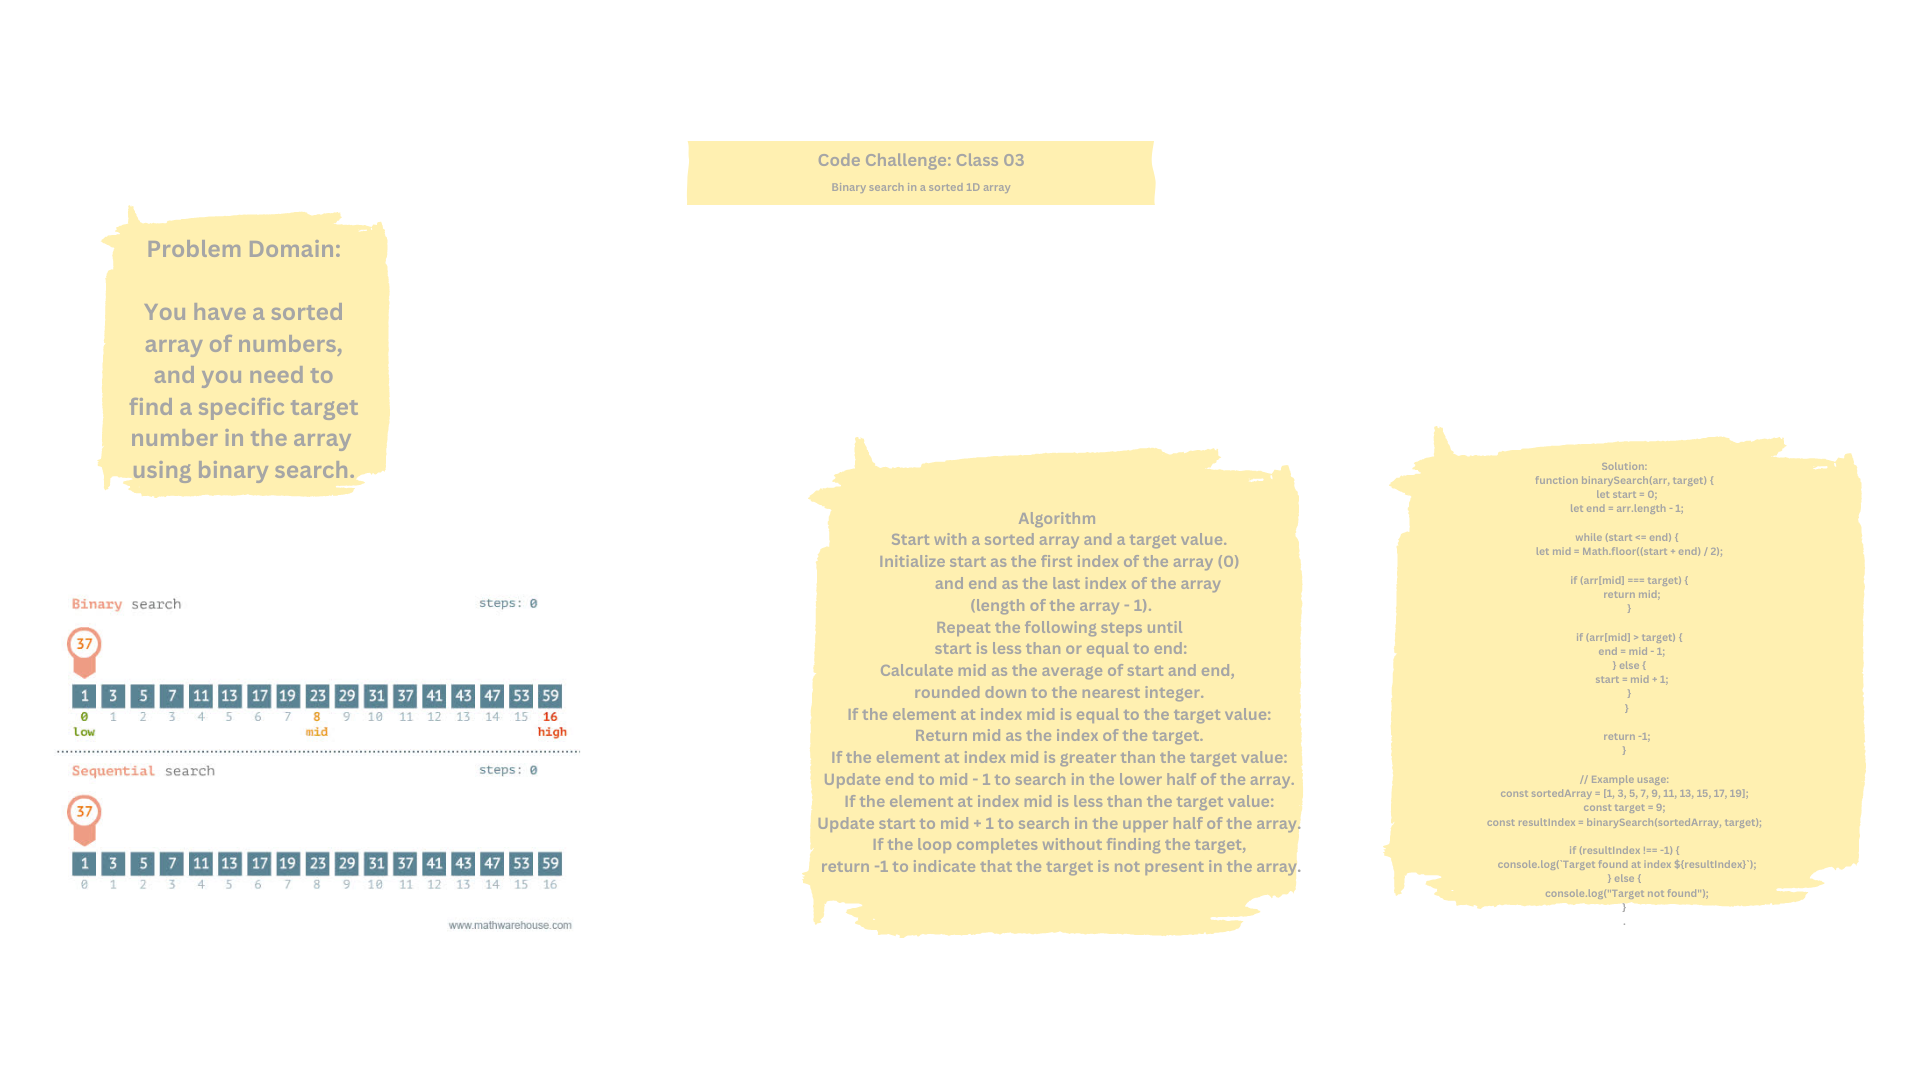 Code Challenge: Class 03
Binary search in a sorted 1D array
Problem Domain:
You have a sorted
array of numbers,
and you need to
find a specific target
number in the array
using binary search.
Binary search steps: 0
37
1 3 5 7 11 13 17 19 23 29 31 37 41 43 47 53 59
0 1 2 3 4 5 6 7 8 9 10 11 12 13 14 15 16
low mid high
Sequential search steps: 0
37
1 3 5 7 11 13 17 19 23 29 31 37 41 43 47 53 59
0 1 2 3 4 5 6 7 8 9 10 11 12 13 14 15 16
www.mathwarehouse.com
Algorithm
Start with a sorted array and a target value.
Initialize start as the first index of the array (0)
and end as the last index of the array
(length of the array - 1).
Repeat the following steps until
start is less than or equal to end:
Calculate mid as the average of start and end,
rounded down to the nearest integer.
If the element at index mid is equal to the target value:
Return mid as the index of the target.
If the element at index mid is greater than the target value:
Update end to mid - 1 to search in the lower half of the array.
If the element at index mid is less than the target value:
Update start to mid + 1 to search in the upper half of the array.
If the loop completes without finding the target,
return -1 to indicate that the target is not present in the array.
Solution:
function binarySearch(arr, target) {
let start = 0;
let end = arr.length - 1;
while (start <= end) {
let mid = Math.floor((start + end) / 2);
if (arr[mid] === target) {
return mid;
}
if (arr[mid] > target) {
end = mid - 1;
} else {
start = mid + 1;
}
}
return -1;
}
// Example usage:
const sortedArray = [1, 3, 5, 7, 9, 11, 13, 15, 17, 19];
const target = 9;
const resultIndex = binarySearch(sortedArray, target);
if (resultIndex !== -1) {
console.log(`Target found at index ${resultIndex}`);
} else {
console.log("Target not found");
}
.